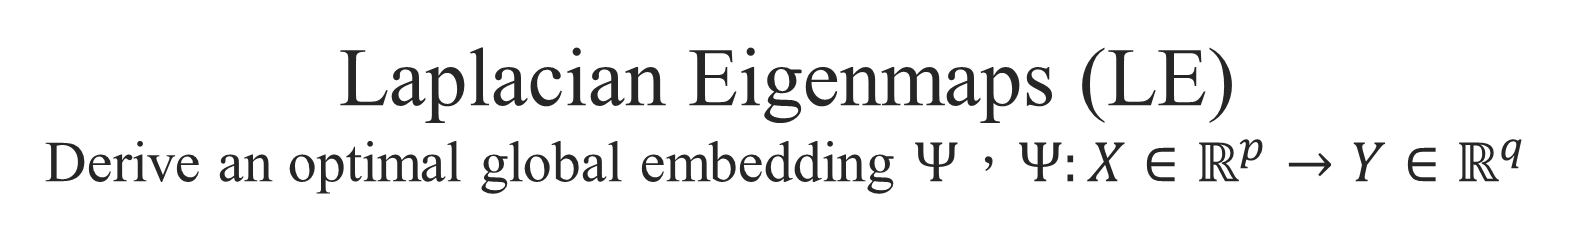 Laplacian Eigenmaps (LE)
Derive an optimal global embedding Ψ，Ψ: 𝑋 ∈ ℝ^𝑝 → 𝑌 ∈ ℝ^𝑞